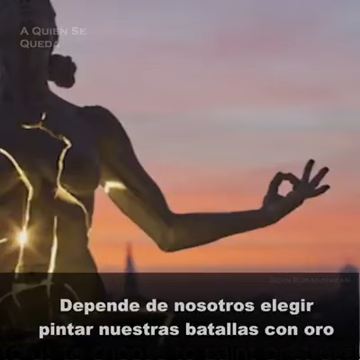 A Quien Se
Queda
Depende de nosotros elegir
pintar nuestras batallas con oro